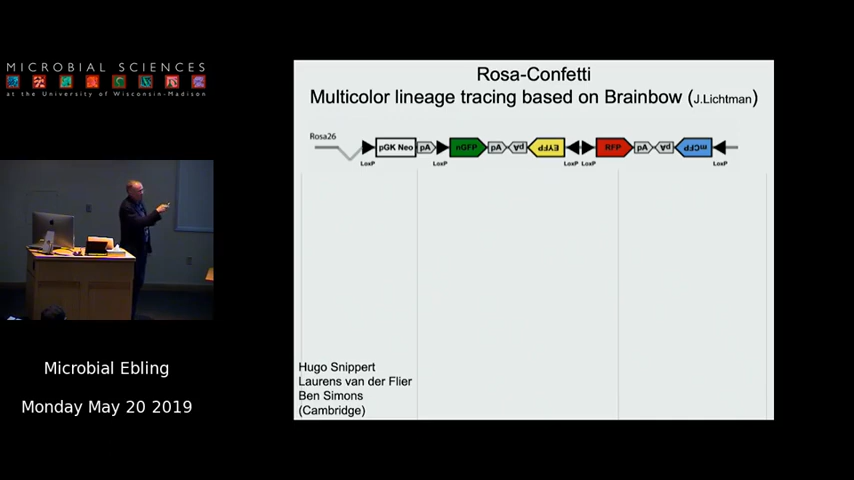 MICROBIAL SCIENCES
at the University of Wisconsin-Madison
Microbial Ebling
Monday May 20 2019
Rosa-Confetti
Multicolor lineage tracing based on Brainbow (J.Lichtman)
Rosa26
pGK Neo pA nGFP pA pA EYFP RFP pA pA mCFP
LoxP LoxP LoxP LoxP LoxP
Hugo Snippert
Laurens van der Flier
Ben Simons
(Cambridge)